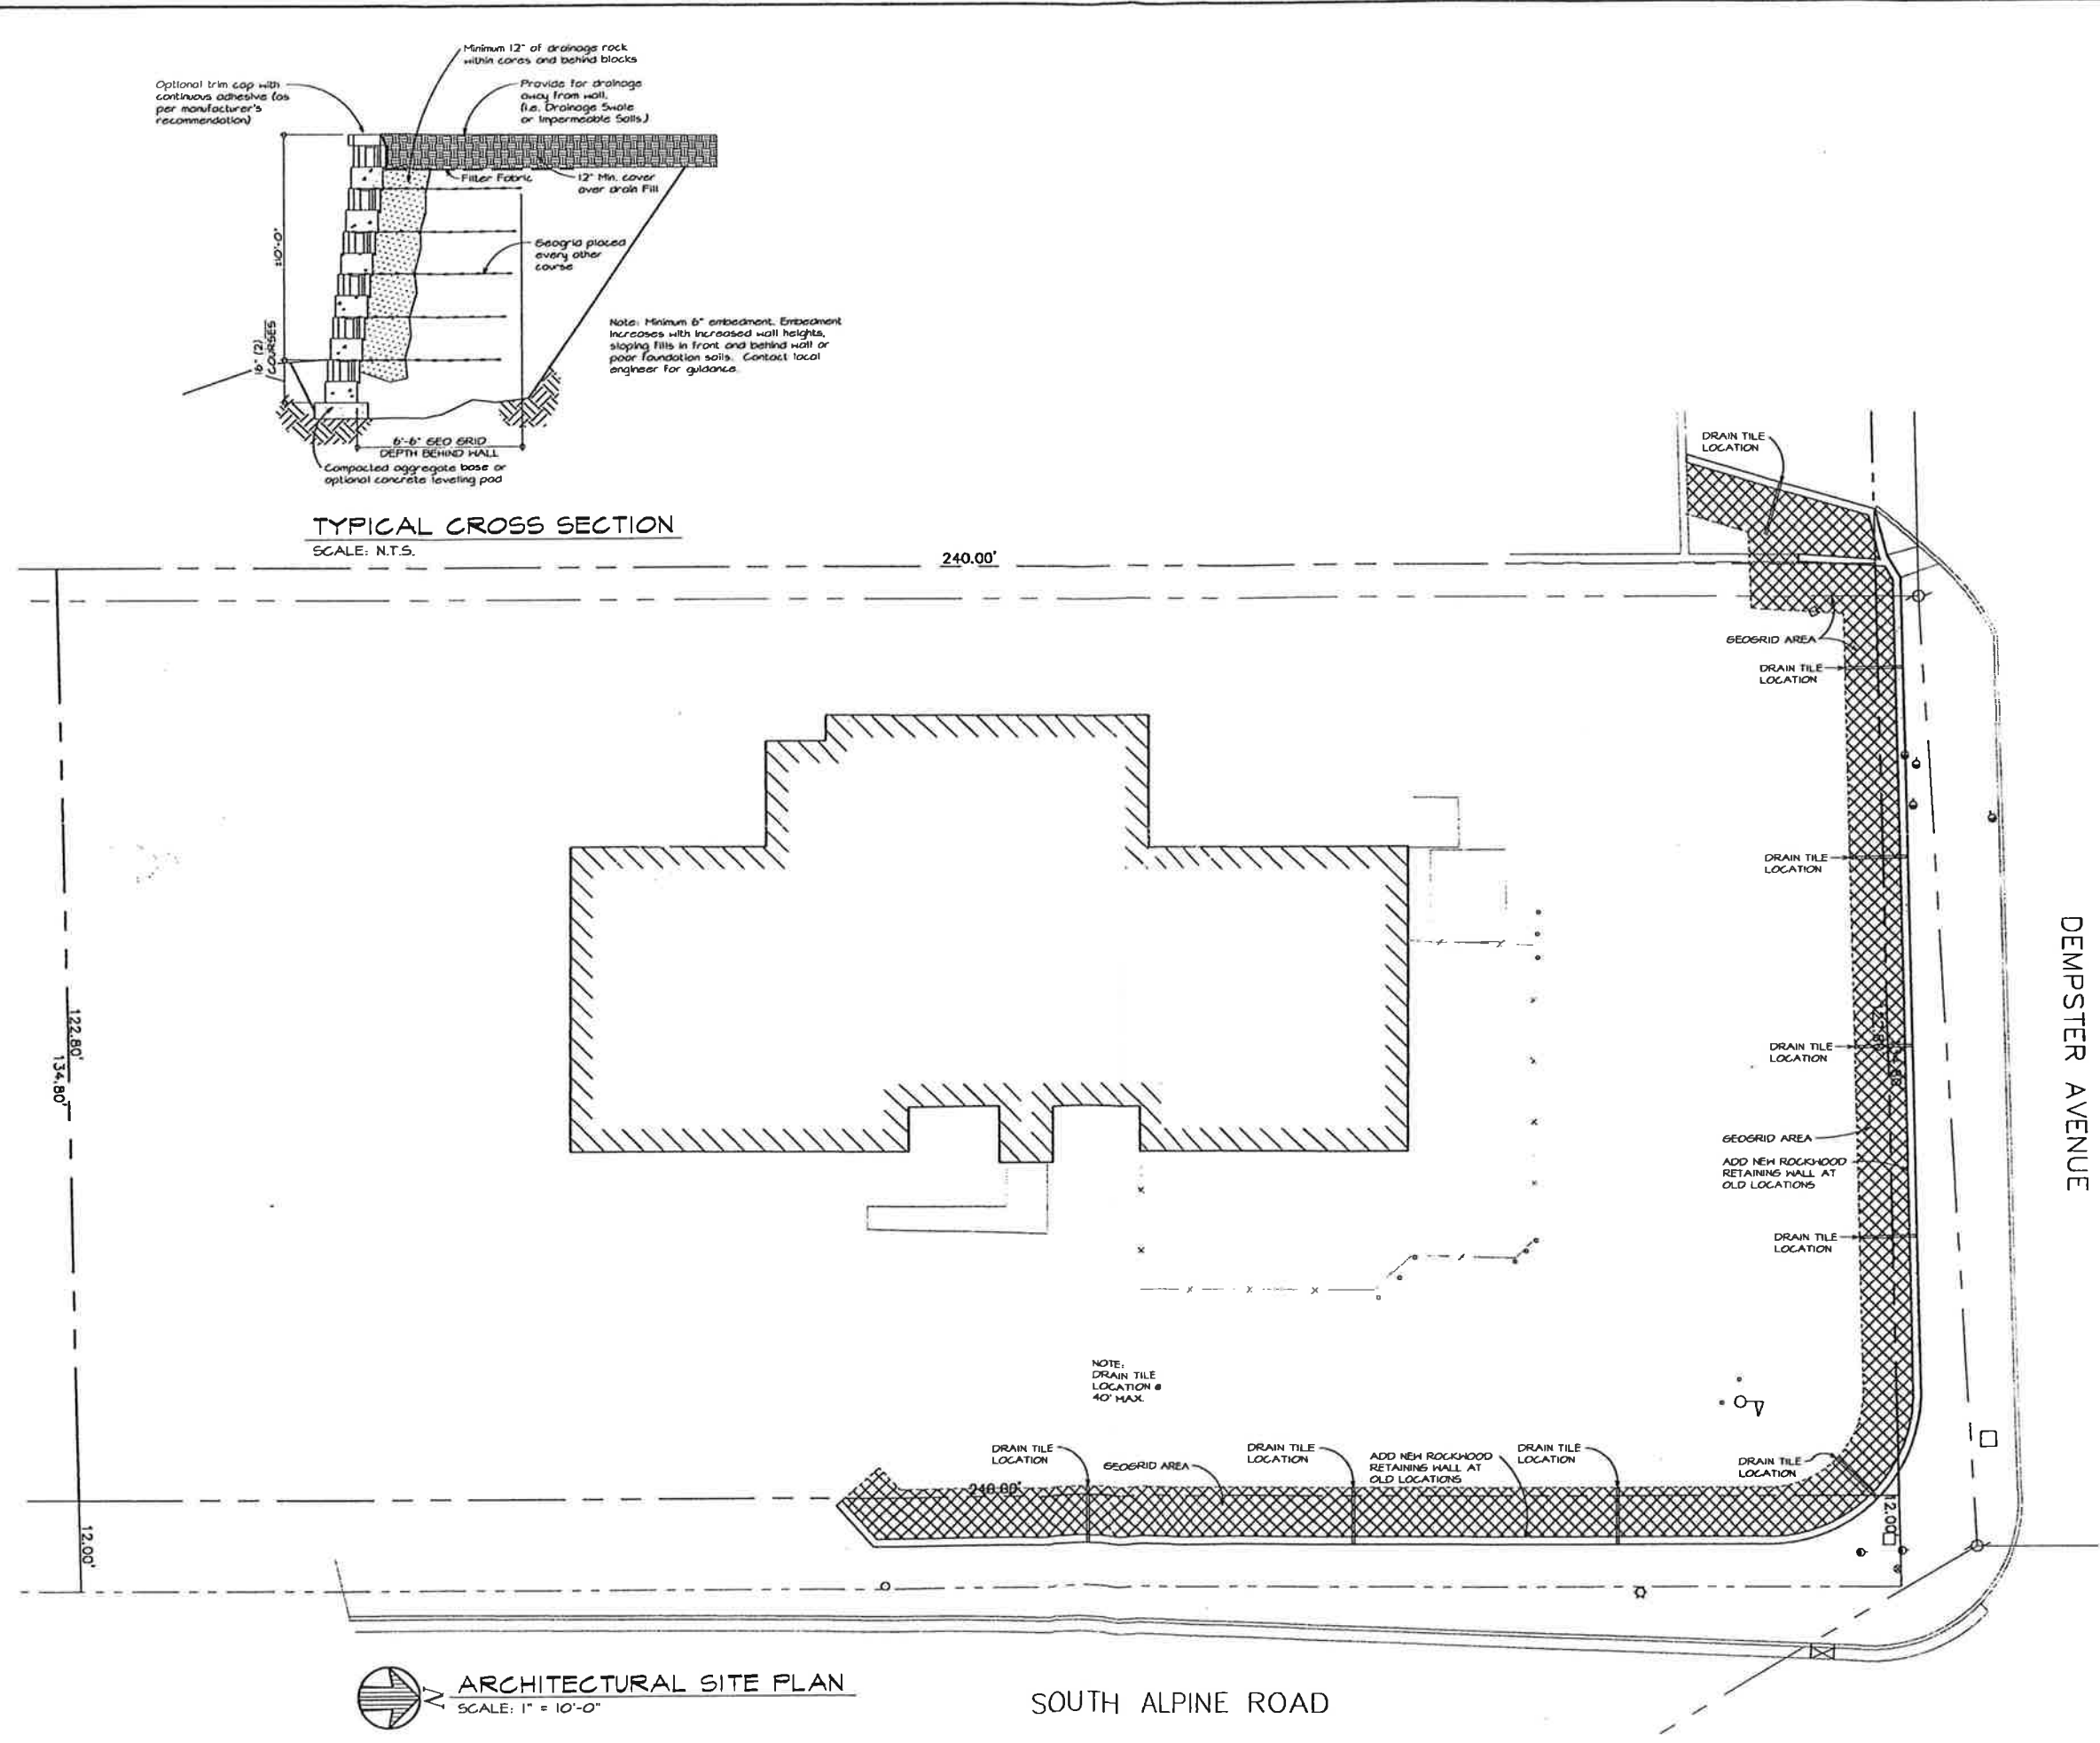 Minimum 12" of drainage rock
within cores and behind blocks
Optional trim cap with
continuous adhesive (as
per manufacturer's
recommendation)
Provide for drainage
away from wall.
(i.e. Drainage Swale
or Impermeable Soils.)
Filter Fabric
12" Min. cover
over drain Fill
±10'-0"
Geogrid placed
every other
course
16" (2)
COURSES
Note: Minimum 6" embedment. Embedment
increases with increased wall heights,
sloping fills in front and behind wall or
poor foundation soils. Contact local
engineer for guidance.
6'-6" GEO GRID
DEPTH BEHIND WALL
Compacted aggregate base or
optional concrete leveling pad
TYPICAL CROSS SECTION
SCALE: N.T.S.
DRAIN TILE
LOCATION
240.00'
GEOGRID AREA
DRAIN TILE
LOCATION
DRAIN TILE
LOCATION
122.80'
134.80'
DRAIN TILE
LOCATION
DEMPSTER AVENUE
GEOGRID AREA
ADD NEW ROCKWOOD
RETAINING WALL AT
OLD LOCATIONS
DRAIN TILE
LOCATION
NOTE:
DRAIN TILE
LOCATION @
40' MAX.
DRAIN TILE
LOCATION
GEOGRID AREA
DRAIN TILE
LOCATION
ADD NEW ROCKWOOD
RETAINING WALL AT
OLD LOCATIONS
DRAIN TILE
LOCATION
DRAIN TILE
LOCATION
240.00'
12.00'
12.00'
N
ARCHITECTURAL SITE PLAN
SCALE: 1" = 10'-0"
SOUTH ALPINE ROAD